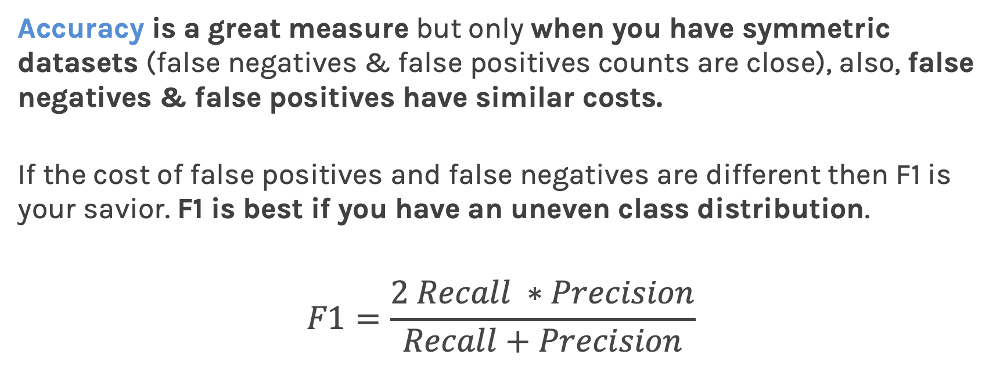 Accuracy is a great measure but only when you have symmetric
datasets (false negatives & false positives counts are close), also, false
negatives & false positives have similar costs.
If the cost of false positives and false negatives are different then F1 is
your savior. F1 is best if you have an uneven class distribution.
F1 = 2 Recall * Precision / Recall + Precision